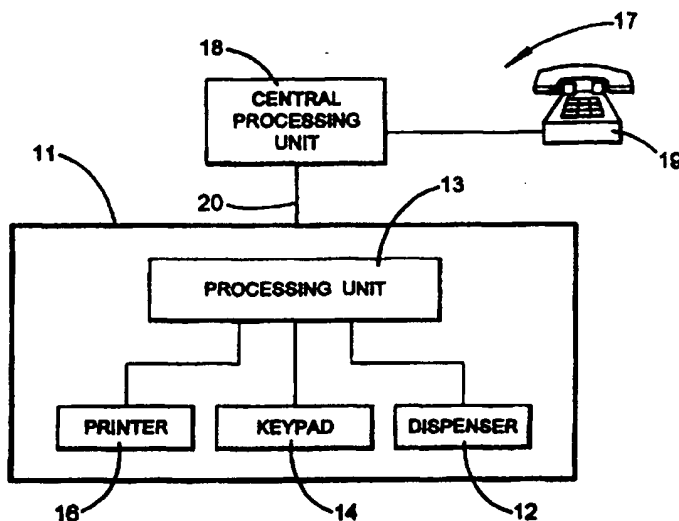 17
18
CENTRAL
PROCESSING
UNIT
19
11
20
13
PROCESSING UNIT
PRINTER
KEYPAD
DISPENSER
16
14
12